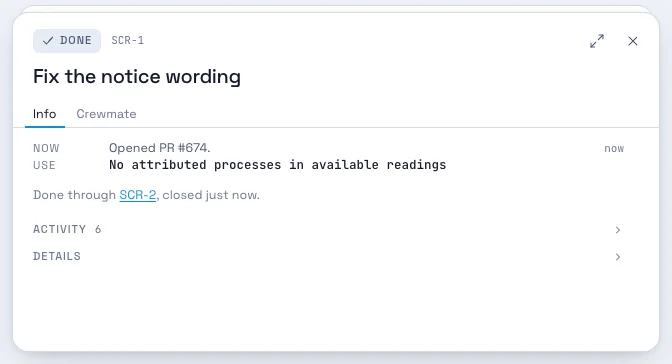 DONE SCR-1
Fix the notice wording
Info Crewmate
NOW Opened PR #674. now
USE No attributed processes in available readings
Done through SCR-2, closed just now.
ACTIVITY 6
DETAILS